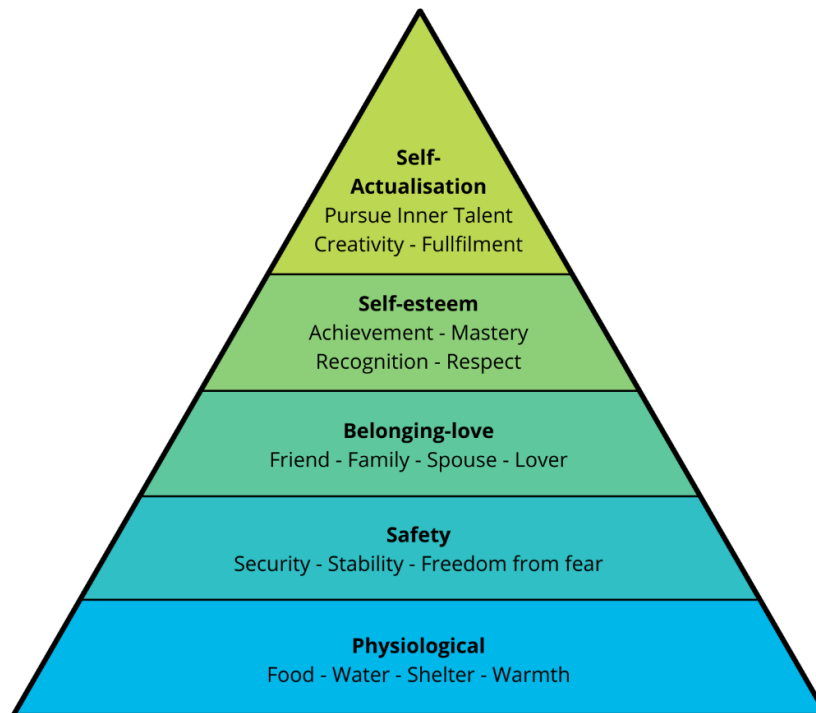 Self-
Actualisation
Pursue Inner Talent
Creativity - Fullfilment
Self-esteem
Achievement - Mastery
Recognition - Respect
Belonging-love
Friend - Family - Spouse - Lover
Safety
Security - Stability - Freedom from fear
Physiological
Food - Water - Shelter - Warmth